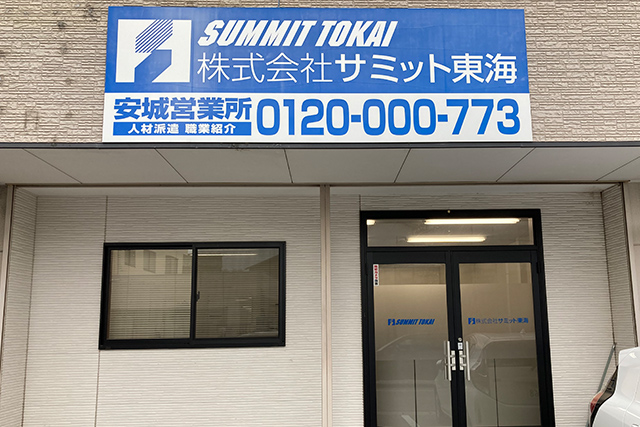 SUMMIT TOKAI
株式会社サミット東海
安城営業所
人材派遣 職業紹介
0120-000-773
SUMMIT TOKAI
株式会社サミット東海